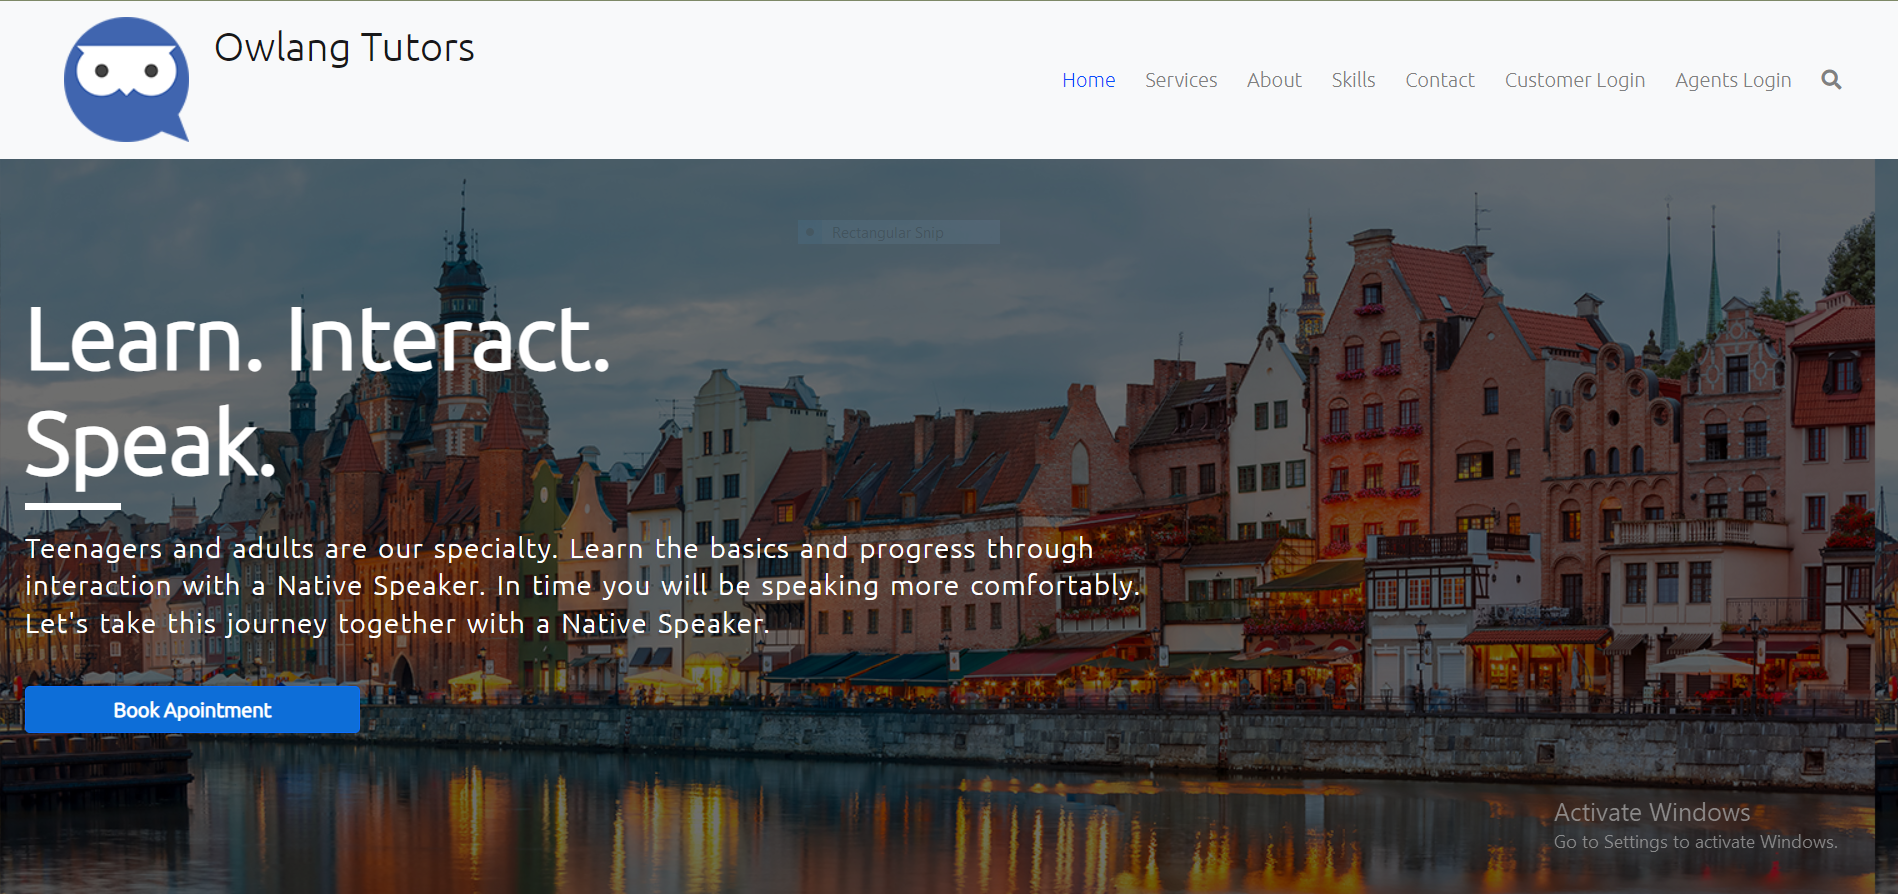 Owlang Tutors
Home Services About Skills Contact Customer Login Agents Login
Rectangular Snip
Learn. Interact.
Speak.
Teenagers and adults are our specialty. Learn the basics and progress through
interaction with a Native Speaker. In time you will be speaking more comfortably.
Let's take this journey together with a Native Speaker.
Book Apointment
Activate Windows
Go to Settings to activate Windows.